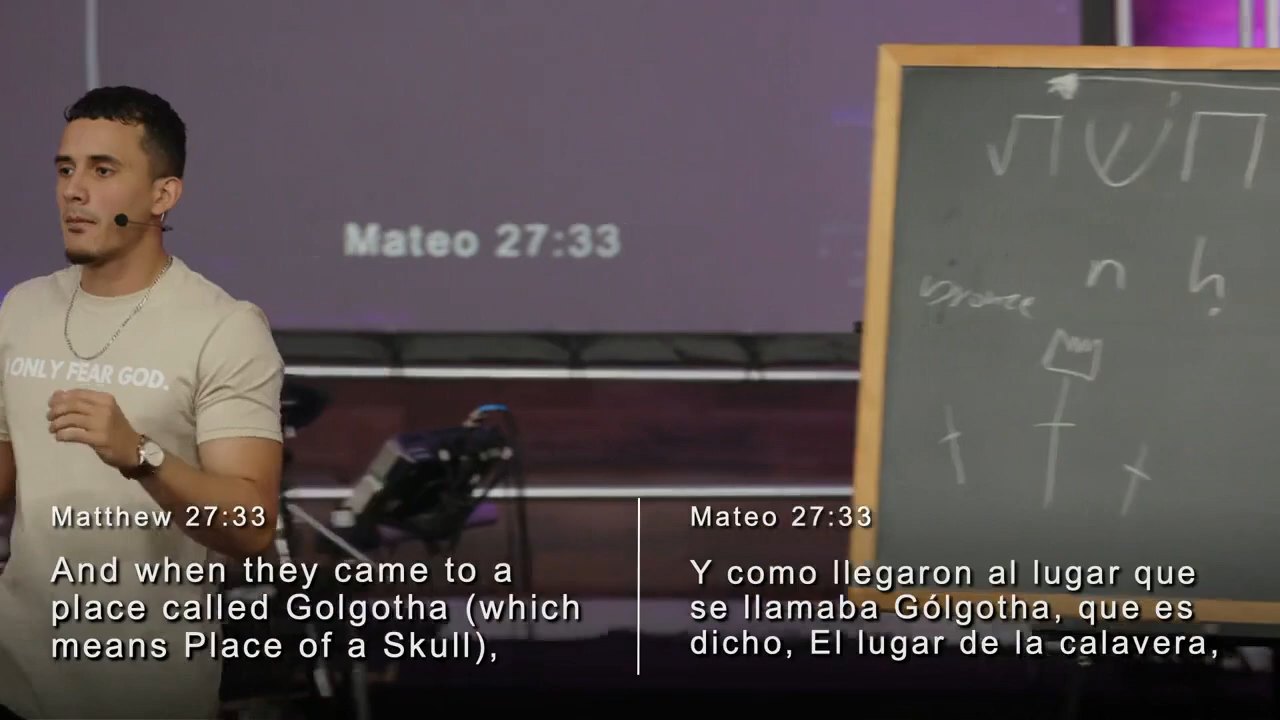 Mateo 27:33
I ONLY FEAR GOD.
n h
Matthew 27:33
And when they came to a
place called Golgotha (which
means Place of a Skull),
Mateo 27:33
Y como llegaron al lugar que
se llamaba Gólgotha, que es
dicho, El lugar de la calavera,